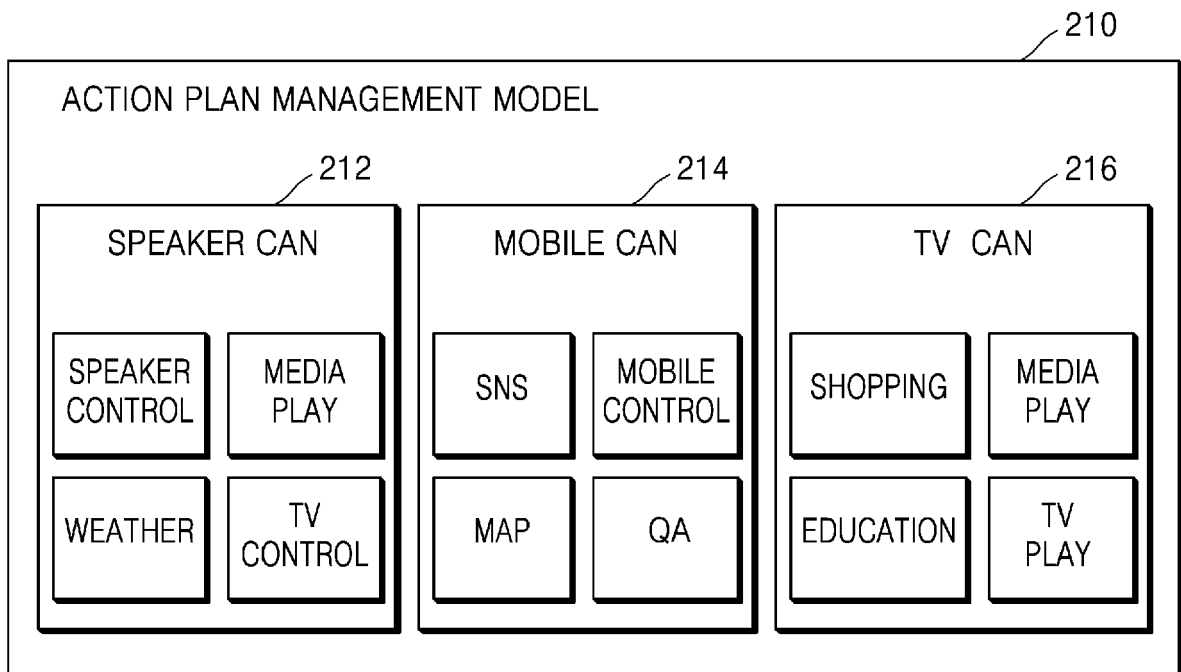 210
ACTION PLAN MANAGEMENT MODEL
212
SPEAKER CAN
SPEAKER
CONTROL
MEDIA
PLAY
WEATHER
TV
CONTROL
214
MOBILE CAN
SNS
MOBILE
CONTROL
MAP
QA
216
TV CAN
SHOPPING
MEDIA
PLAY
EDUCATION
TV
PLAY